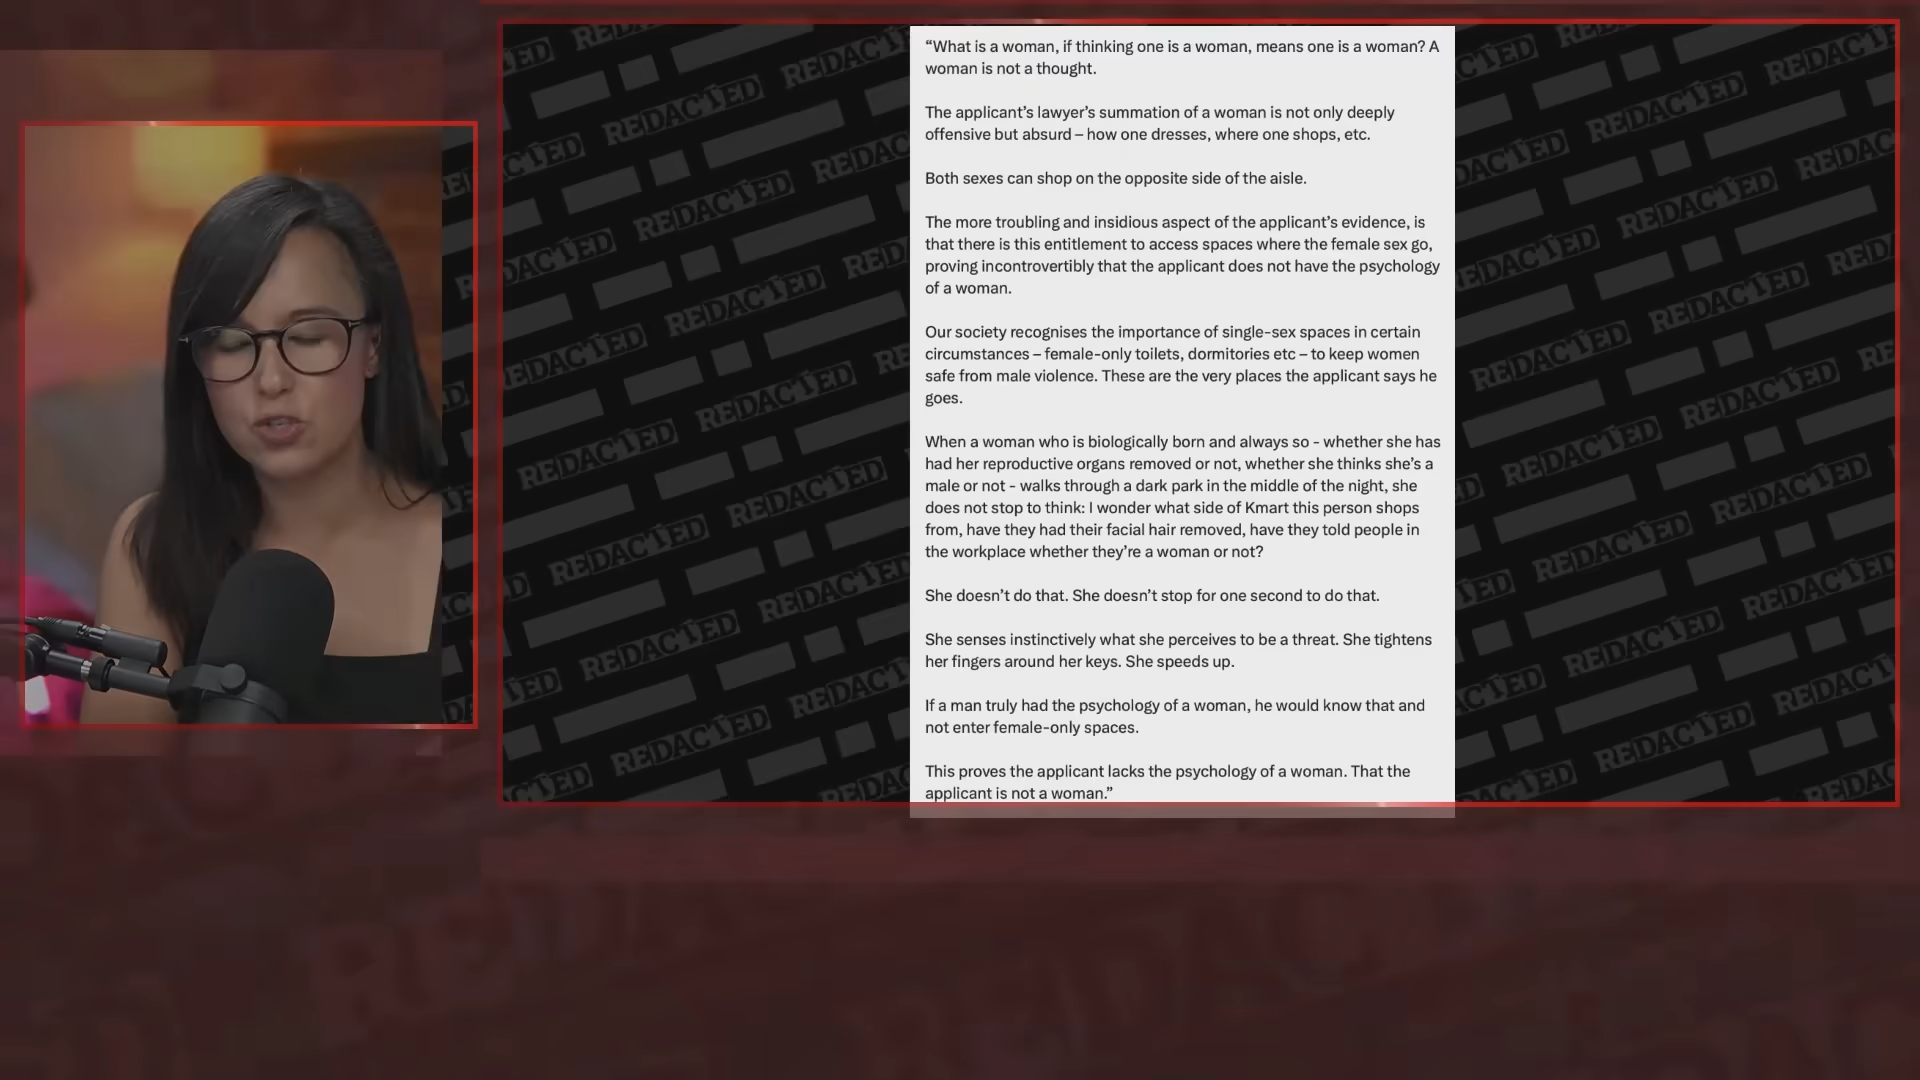 “What is a woman, if thinking one is a woman, means one is a woman? A
woman is not a thought.
The applicant’s lawyer’s summation of a woman is not only deeply
offensive but absurd – how one dresses, where one shops, etc.
Both sexes can shop on the opposite side of the aisle.
The more troubling and insidious aspect of the applicant’s evidence, is
that there is this entitlement to access spaces where the female sex go,
proving incontrovertibly that the applicant does not have the psychology
of a woman.
Our society recognises the importance of single-sex spaces in certain
circumstances – female-only toilets, dormitories etc – to keep women
safe from male violence. These are the very places the applicant says he
goes.
When a woman who is biologically born and always so - whether she has
had her reproductive organs removed or not, whether she thinks she’s a
male or not - walks through a dark park in the middle of the night, she
does not stop to think: I wonder what side of Kmart this person shops
from, have they had their facial hair removed, have they told people in
the workplace whether they’re a woman or not?
She doesn’t do that. She doesn’t stop for one second to do that.
She senses instinctively what she perceives to be a threat. She tightens
her fingers around her keys. She speeds up.
If a man truly had the psychology of a woman, he would know that and
not enter female-only spaces.
This proves the applicant lacks the psychology of a woman. That the
applicant is not a woman.”
REDACTED